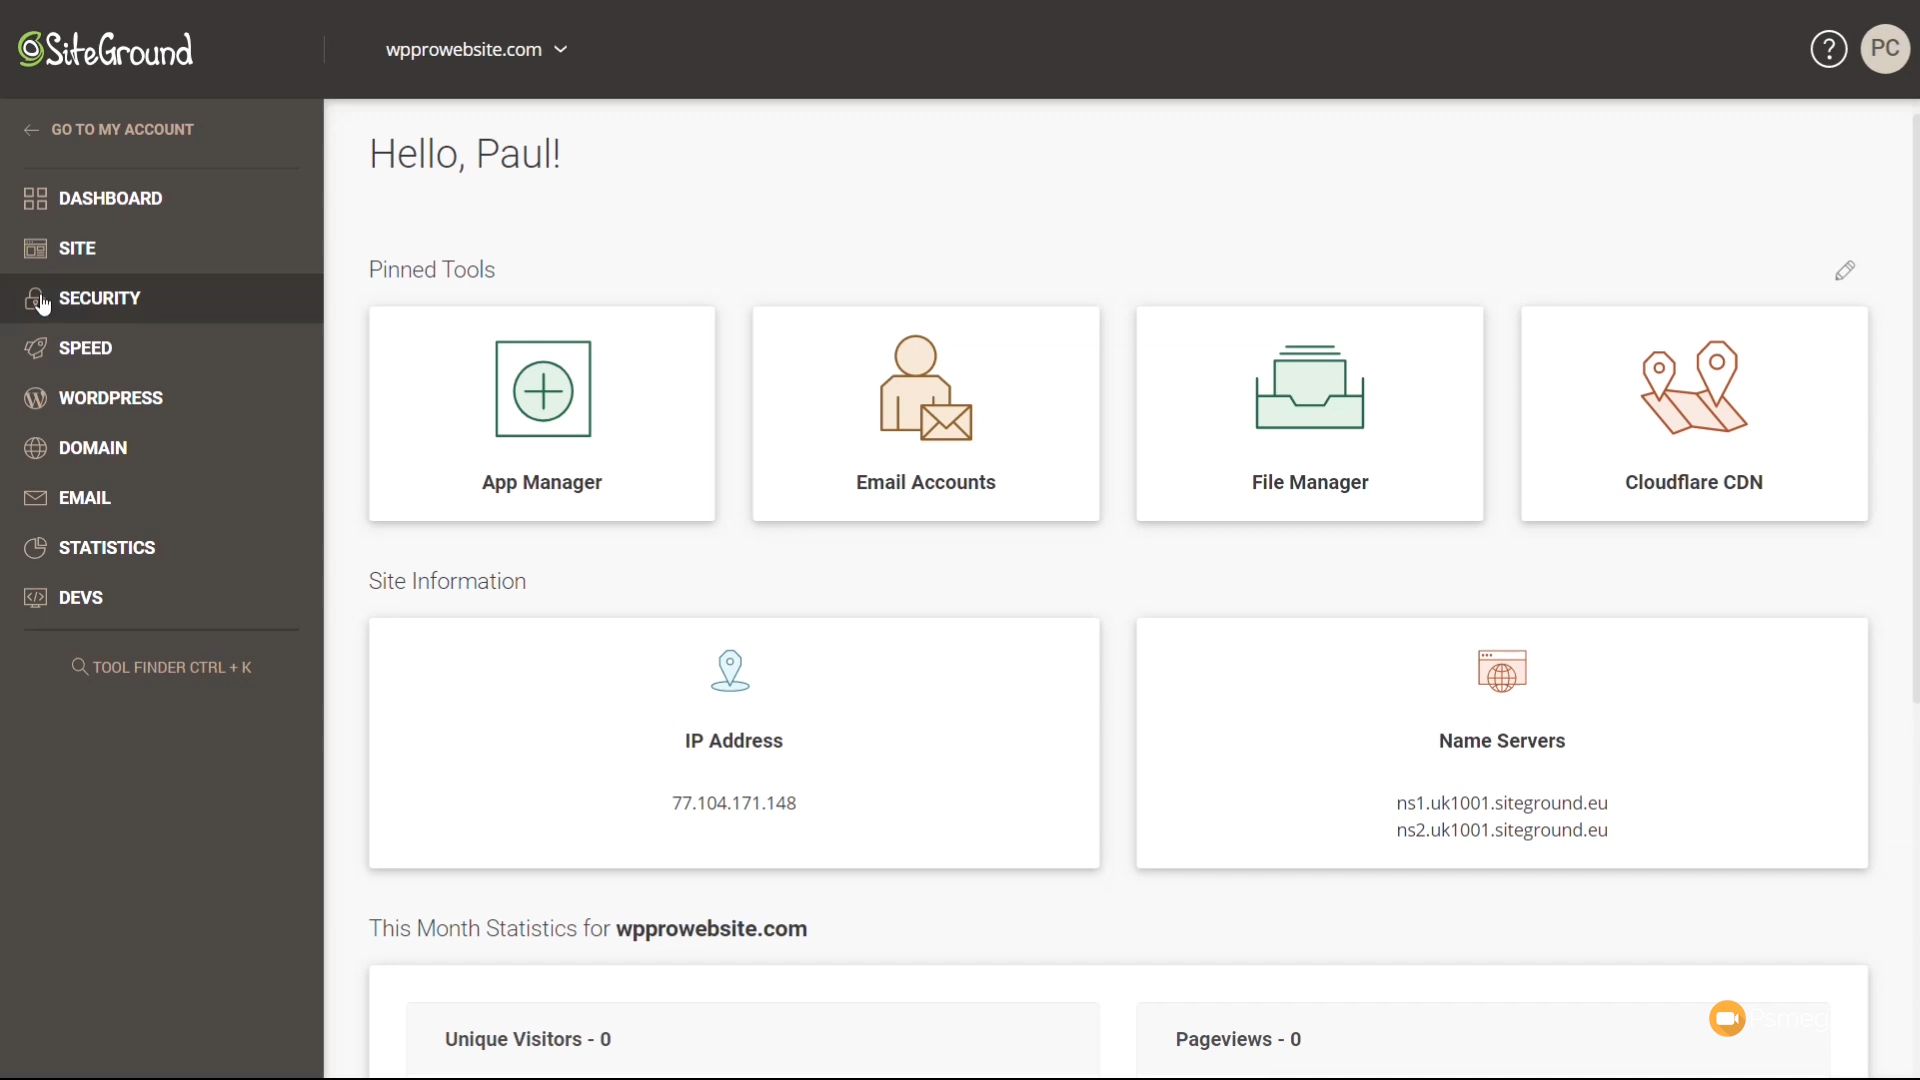 SiteGround
wpprowebsite.com
?
PC
GO TO MY ACCOUNT
DASHBOARD
SITE
SECURITY
SPEED
WORDPRESS
DOMAIN
EMAIL
STATISTICS
DEVS
TOOL FINDER CTRL + K
Hello, Paul!
Pinned Tools
App Manager
Email Accounts
File Manager
Cloudflare CDN
Site Information
IP Address
77.104.171.148
Name Servers
ns1.uk1001.siteground.eu
ns2.uk1001.siteground.eu
This Month Statistics for wpprowebsite.com
Unique Visitors - 0
Pageviews - 0